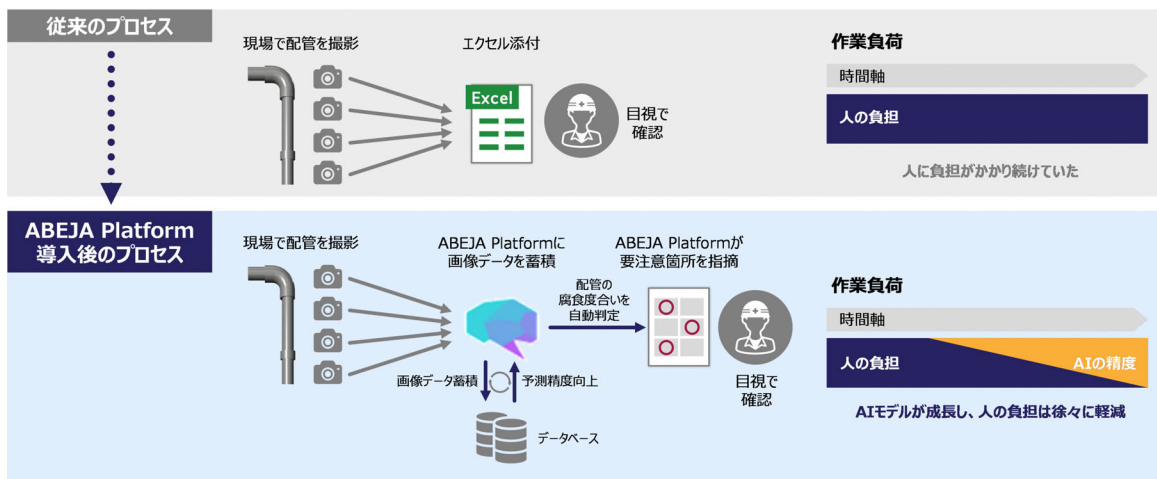 従来のプロセス
現場で配管を撮影
エクセル添付
Excel
目視で
確認
作業負荷
時間軸
人の負担
人に負担がかかり続けていた
ABEJA Platform
導入後のプロセス
現場で配管を撮影
ABEJA Platformに
画像データを蓄積
ABEJA Platformが
要注意箇所を指摘
配管の
腐食度合いを
自動判定
画像データ蓄積
予測精度向上
データベース
目視で
確認
作業負荷
時間軸
人の負担
AIの精度
AIモデルが成長し、人の負担は徐々に軽減